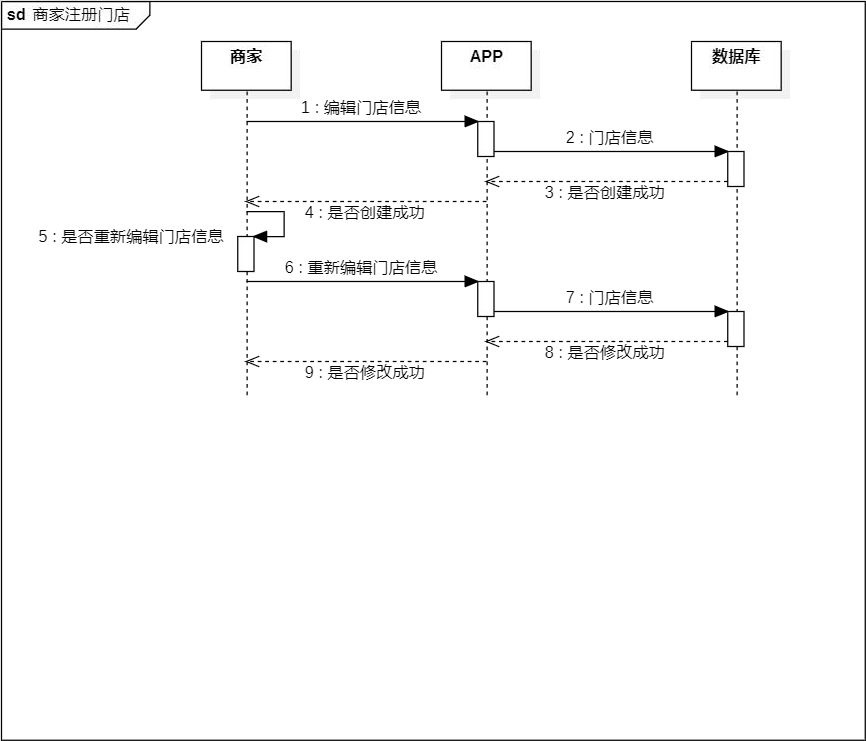 sd 商家注册门店
商家 APP 数据库
1 : 编辑门店信息
2 : 门店信息
3 : 是否创建成功
4 : 是否创建成功
5 : 是否重新编辑门店信息
6 : 重新编辑门店信息
7 : 门店信息
8 : 是否修改成功
9 : 是否修改成功